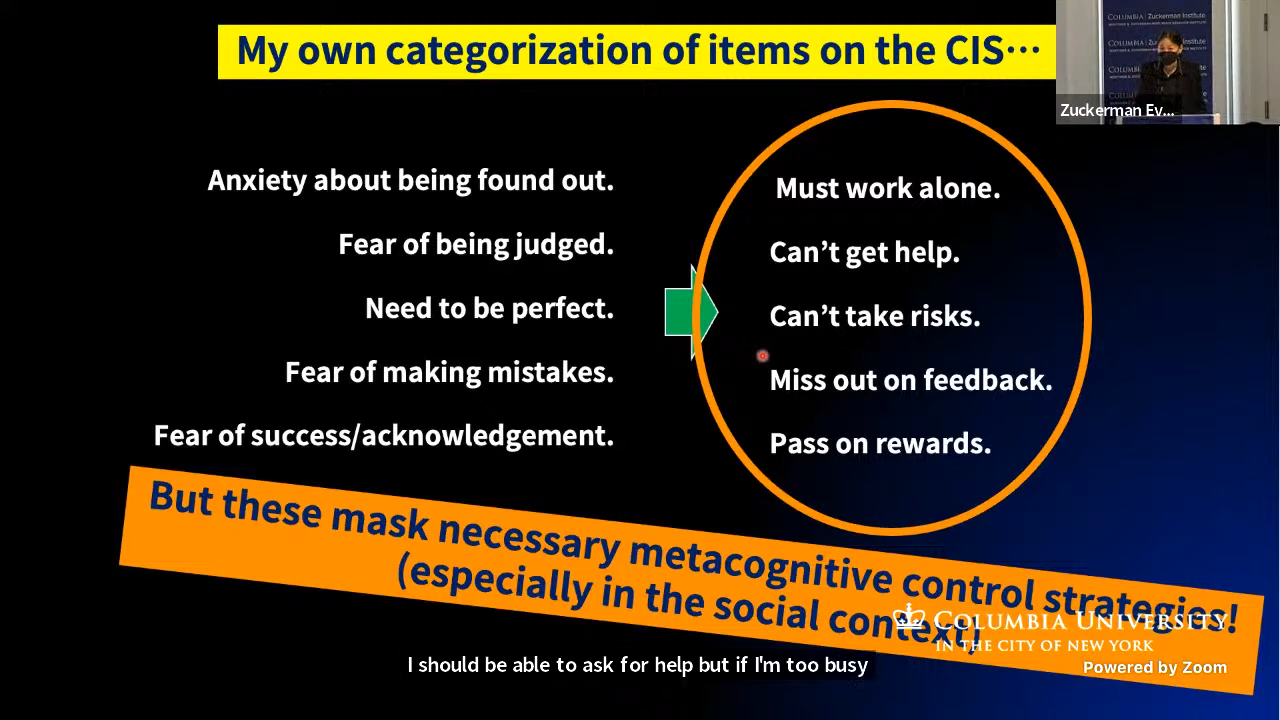 My own categorization of items on the CIS…
COLUMBIA | Zuckerman Institute
Zuckerman Ev...
Anxiety about being found out.
Fear of being judged.
Need to be perfect.
Fear of making mistakes.
Fear of success/acknowledgement.
Must work alone.
Can’t get help.
Can’t take risks.
Miss out on feedback.
Pass on rewards.
But these mask necessary metacognitive control strategies!
(especially in the social context)
COLUMBIA UNIVERSITY
IN THE CITY OF NEW YORK
Powered by Zoom
I should be able to ask for help but if I'm too busy